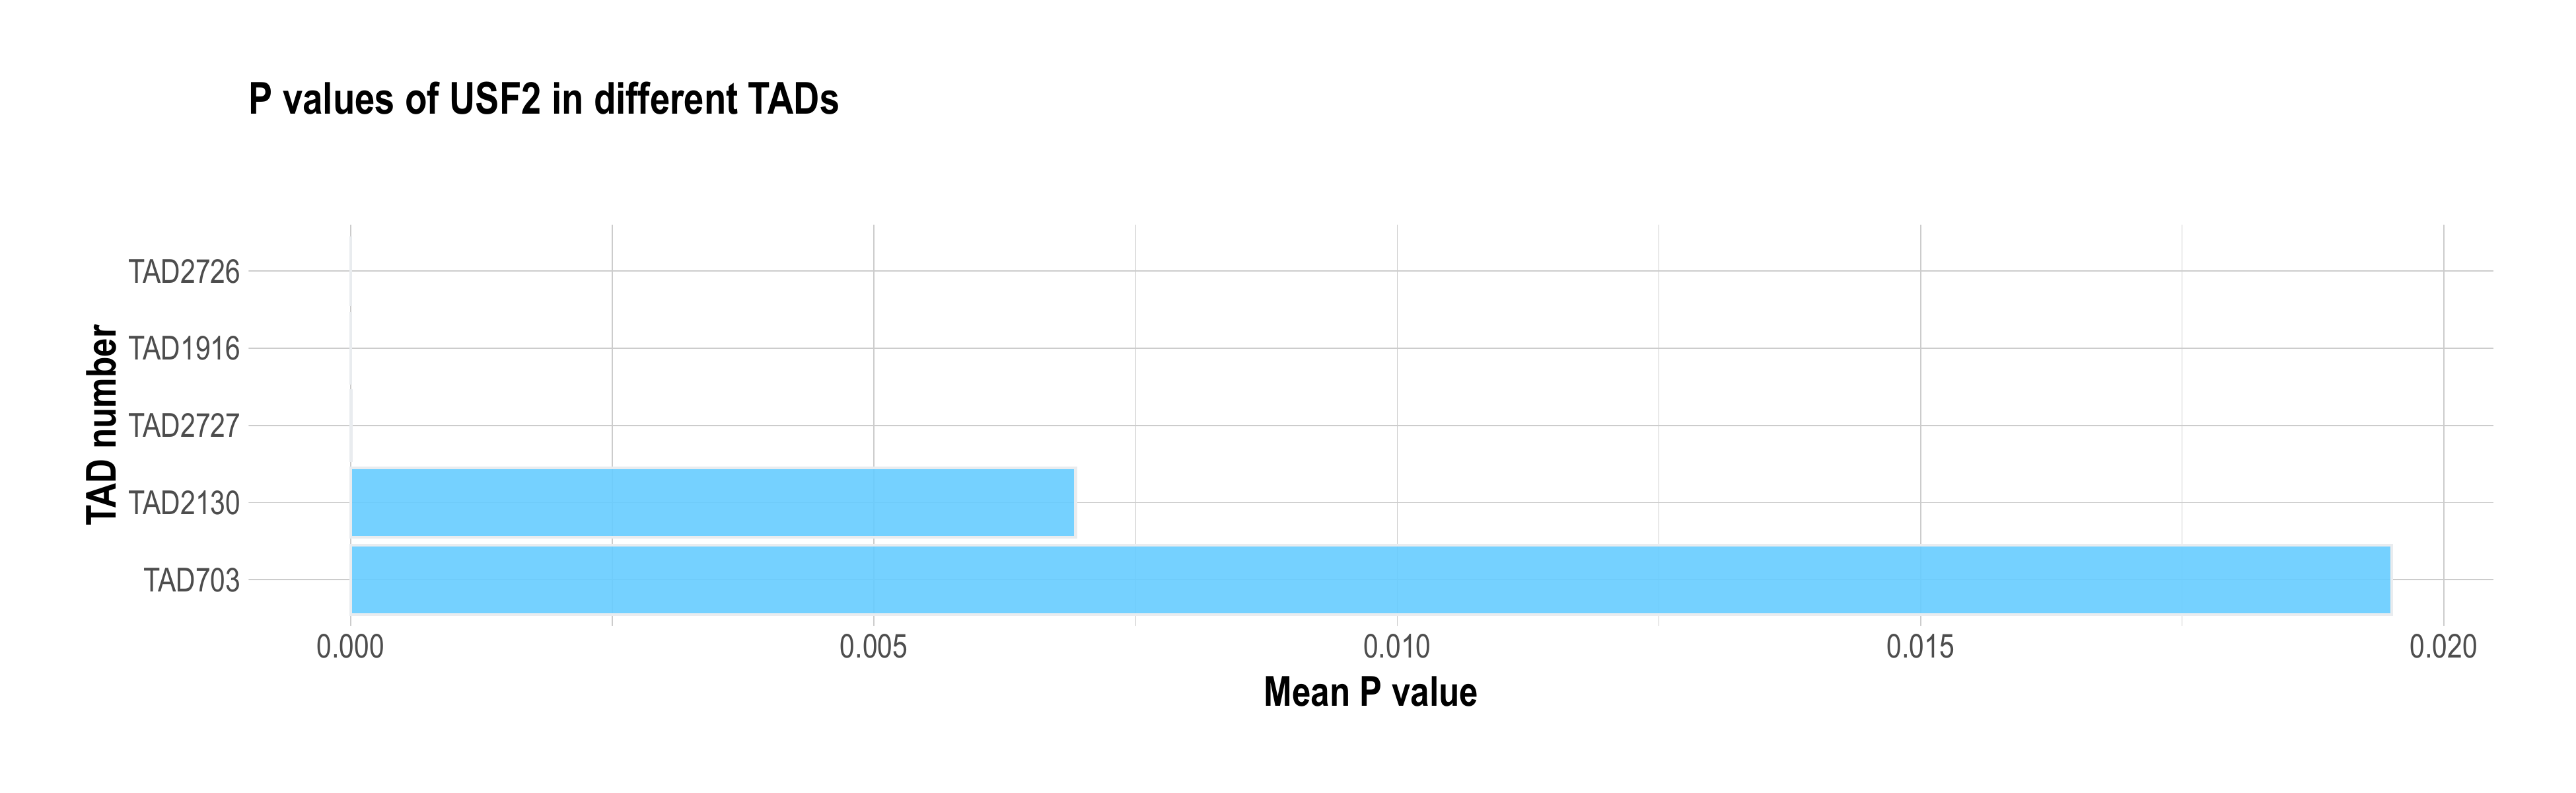 P values of USF2 in different TADs
TAD number
TAD2726
TAD1916
TAD2727
TAD2130
TAD703
0.000 0.005 0.010 0.015 0.020
Mean P value